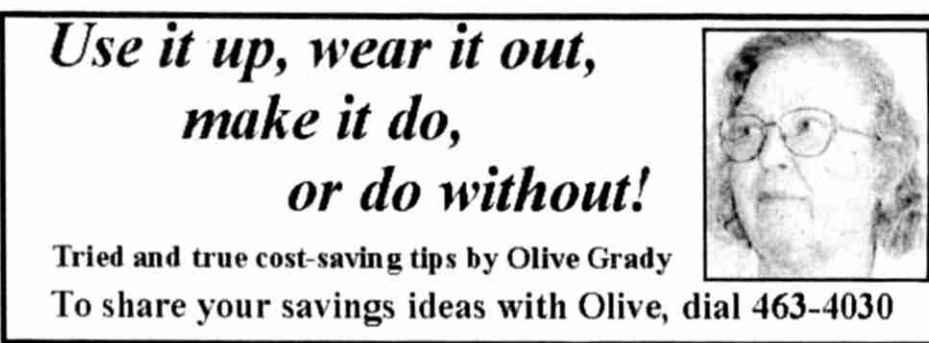 Use it up, wear it out,
make it do,
or do without!
Tried and true cost-saving tips by Olive Grady
To share your savings ideas with Olive, dial 463-4030